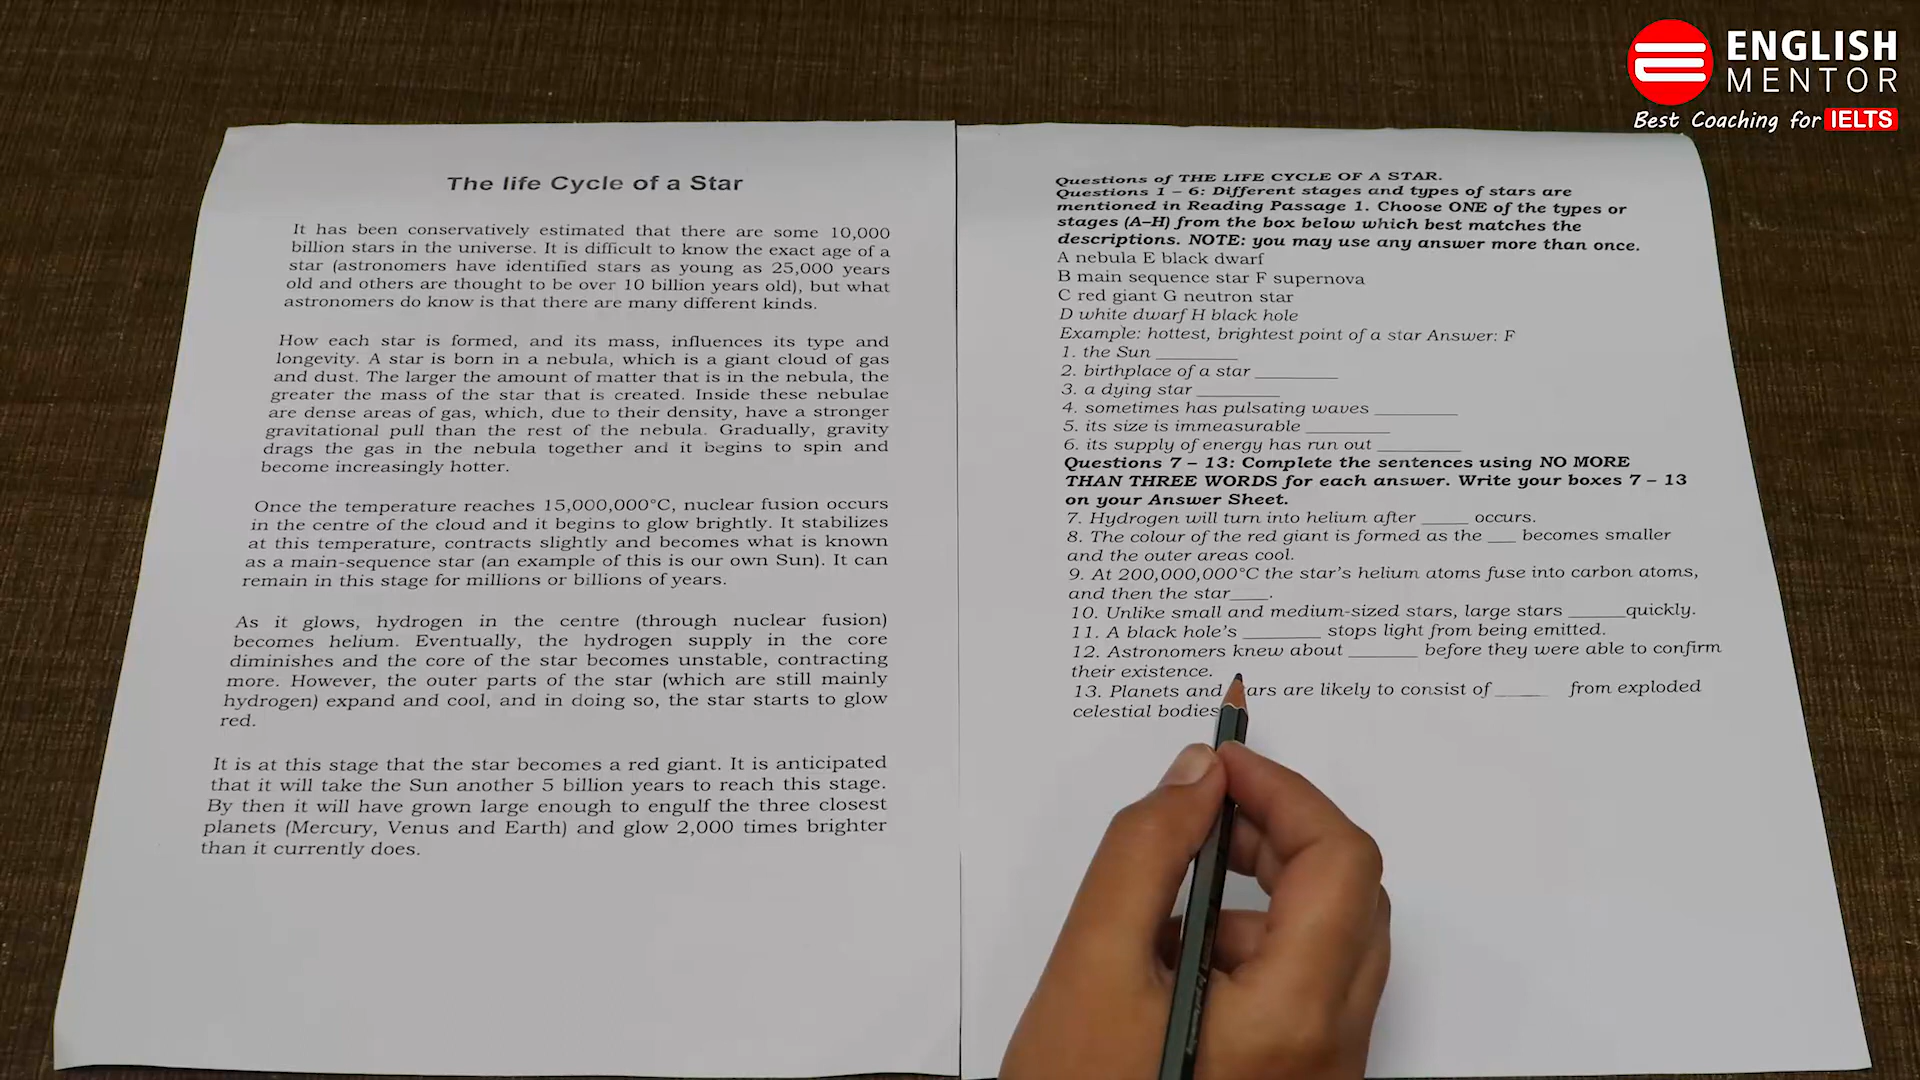 ENGLISH
MENTOR
Best Coaching for IELTS
The life Cycle of a Star
It has been conservatively estimated that there are some 10,000
billion stars in the universe. It is difficult to know the exact age of a
star (astronomers have identified stars as young as 25,000 years
old and others are thought to be over 10 billion years old), but what
astronomers do know is that there are many different kinds.
How each star is formed, and its mass, influences its type and
longevity. A star is born in a nebula, which is a giant cloud of gas
and dust. The larger the amount of matter that is in the nebula, the
greater the mass of the star that is created. Inside these nebulae
are dense areas of gas, which, due to their density, have a stronger
gravitational pull than the rest of the nebula. Gradually, gravity
drags the gas in the nebula together and it begins to spin and
become increasingly hotter.
Once the temperature reaches 15,000,000°C, nuclear fusion occurs
in the centre of the cloud and it begins to glow brightly. It stabilizes
at this temperature, contracts slightly and becomes what is known
as a main-sequence star (an example of this is our own Sun). It can
remain in this stage for millions or billions of years.
As it glows, hydrogen in the centre (through nuclear fusion)
becomes helium. Eventually, the hydrogen supply in the core
diminishes and the core of the star becomes unstable, contracting
more. However, the outer parts of the star (which are still mainly
hydrogen) expand and cool, and in doing so, the star starts to glow
red.
It is at this stage that the star becomes a red giant. It is anticipated
that it will take the Sun another 5 billion years to reach this stage.
By then it will have grown large enough to engulf the three closest
planets (Mercury, Venus and Earth) and glow 2,000 times brighter
than it currently does.
Questions of THE LIFE CYCLE OF A STAR.
Questions 1 – 6: Different stages and types of stars are
mentioned in Reading Passage 1. Choose ONE of the types or
stages (A–H) from the box below which best matches the
descriptions. NOTE: you may use any answer more than once.
A nebula E black dwarf
B main sequence star F supernova
C red giant G neutron star
D white dwarf H black hole
Example: hottest, brightest point of a star Answer: F
1. the Sun ________
2. birthplace of a star ________
3. a dying star ________
4. sometimes has pulsating waves ________
5. its size is immeasurable ________
6. its supply of energy has run out ________
Questions 7 – 13: Complete the sentences using NO MORE
THAN THREE WORDS for each answer. Write your boxes 7 – 13
on your Answer Sheet.
7. Hydrogen will turn into helium after _____ occurs.
8. The colour of the red giant is formed as the ___ becomes smaller
and the outer areas cool.
9. At 200,000,000°C the star's helium atoms fuse into carbon atoms,
and then the star____.
10. Unlike small and medium-sized stars, large stars ______quickly.
11. A black hole's ________ stops light from being emitted.
12. Astronomers knew about _______ before they were able to confirm
their existence.
13. Planets and are likely to consist of _____ from exploded
celestial bodies